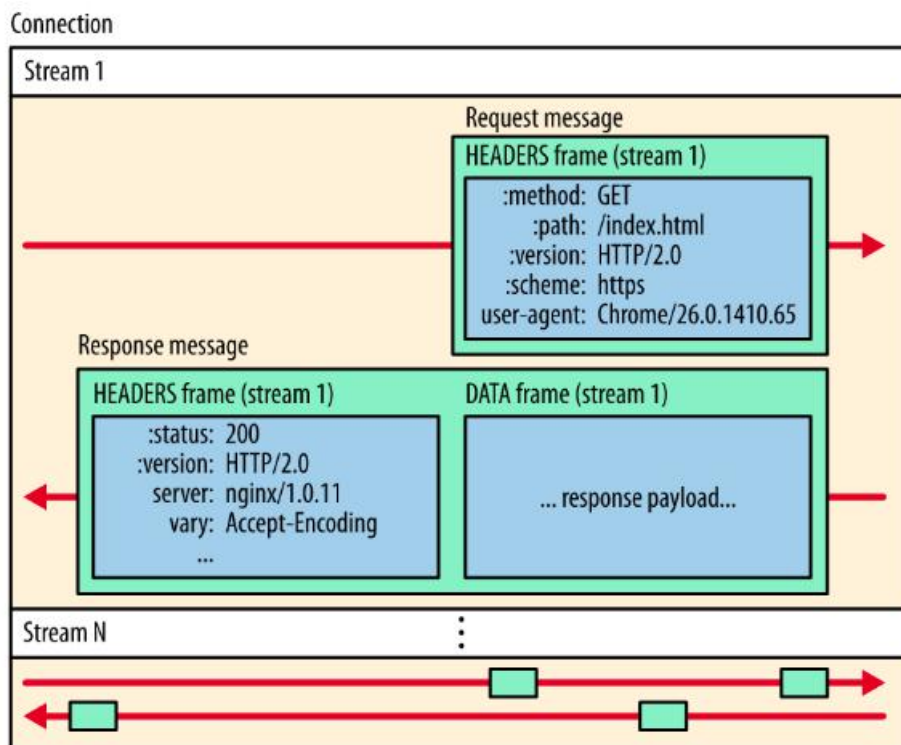 Connection
Stream 1
Request message
HEADERS frame (stream 1)
:method: GET
:path: /index.html
:version: HTTP/2.0
:scheme: https
user-agent: Chrome/26.0.1410.65
Response message
HEADERS frame (stream 1)
:status: 200
:version: HTTP/2.0
server: nginx/1.0.11
vary: Accept-Encoding
...
DATA frame (stream 1)
... response payload...
Stream N